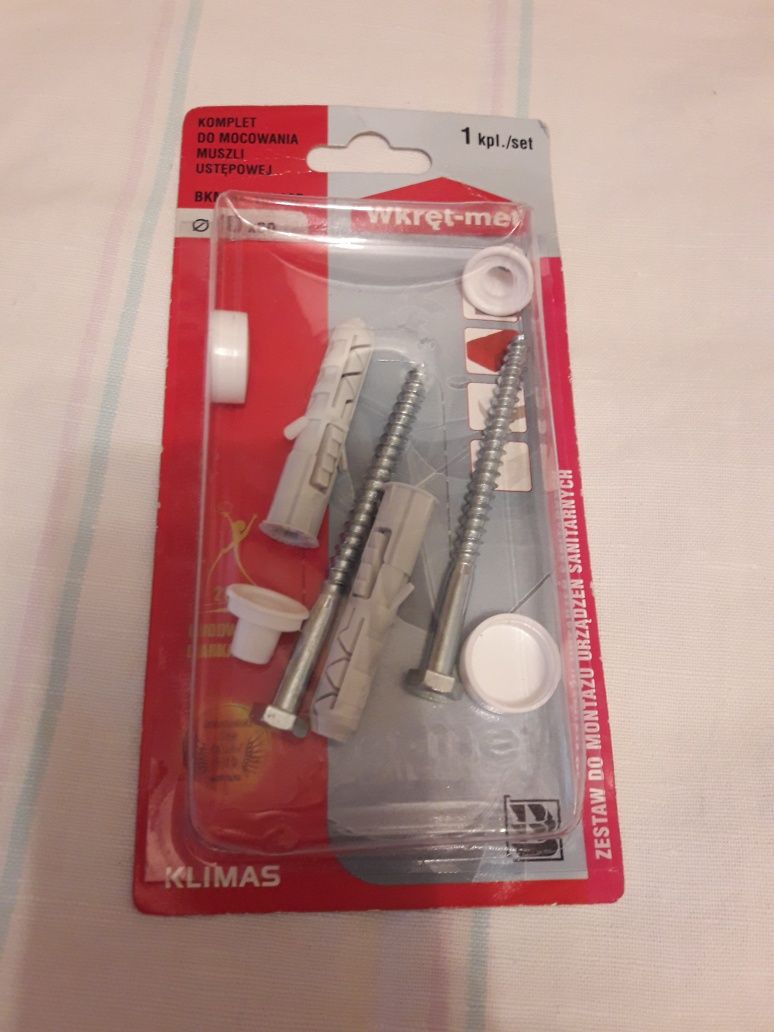 KOMPLET
DO MOCOWANIA
MUSZLI
USTĘPOWEJ
1 kpl./set
Wkręt-met
ZESTAW DO MONTAŻU URZĄDZEŃ SANITARNYCH
KLIMAS